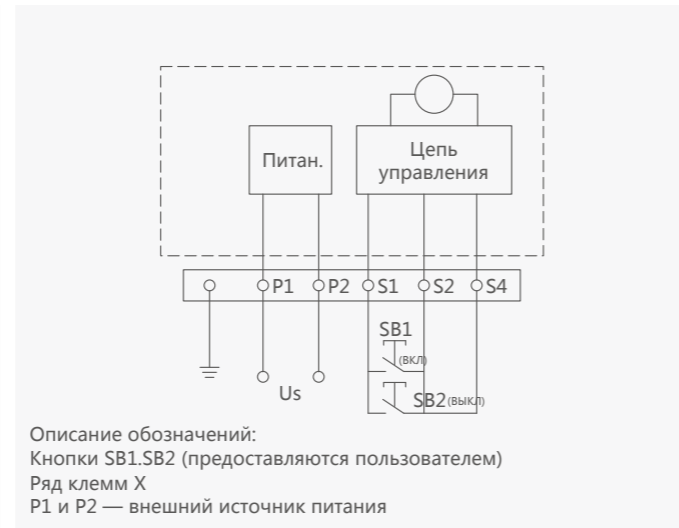 Питан.
Цепь
управления
P1 P2 S1 S2 S4
SB1
(ВКЛ)
Us
SB2(ВЫКЛ)
Описание обозначений:
Кнопки SB1.SB2 (предоставляются пользователем)
Ряд клемм X
P1 и P2 — внешний источник питания